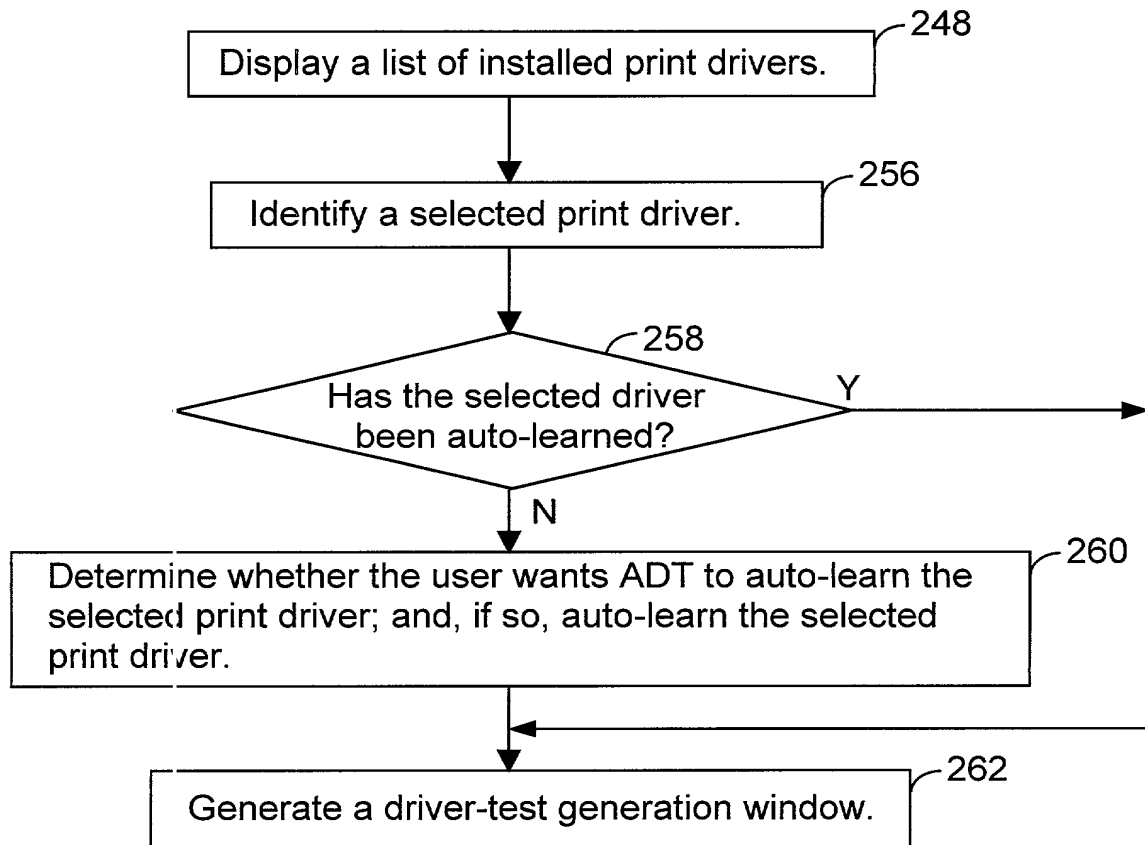 248
Display a list of installed print drivers.
256
Identify a selected print driver.
258
Has the selected driver
been auto-learned?
Y
N
260
Determine whether the user wants ADT to auto-learn the
selected print driver; and, if so, auto-learn the selected
print driver.
262
Generate a driver-test generation window.